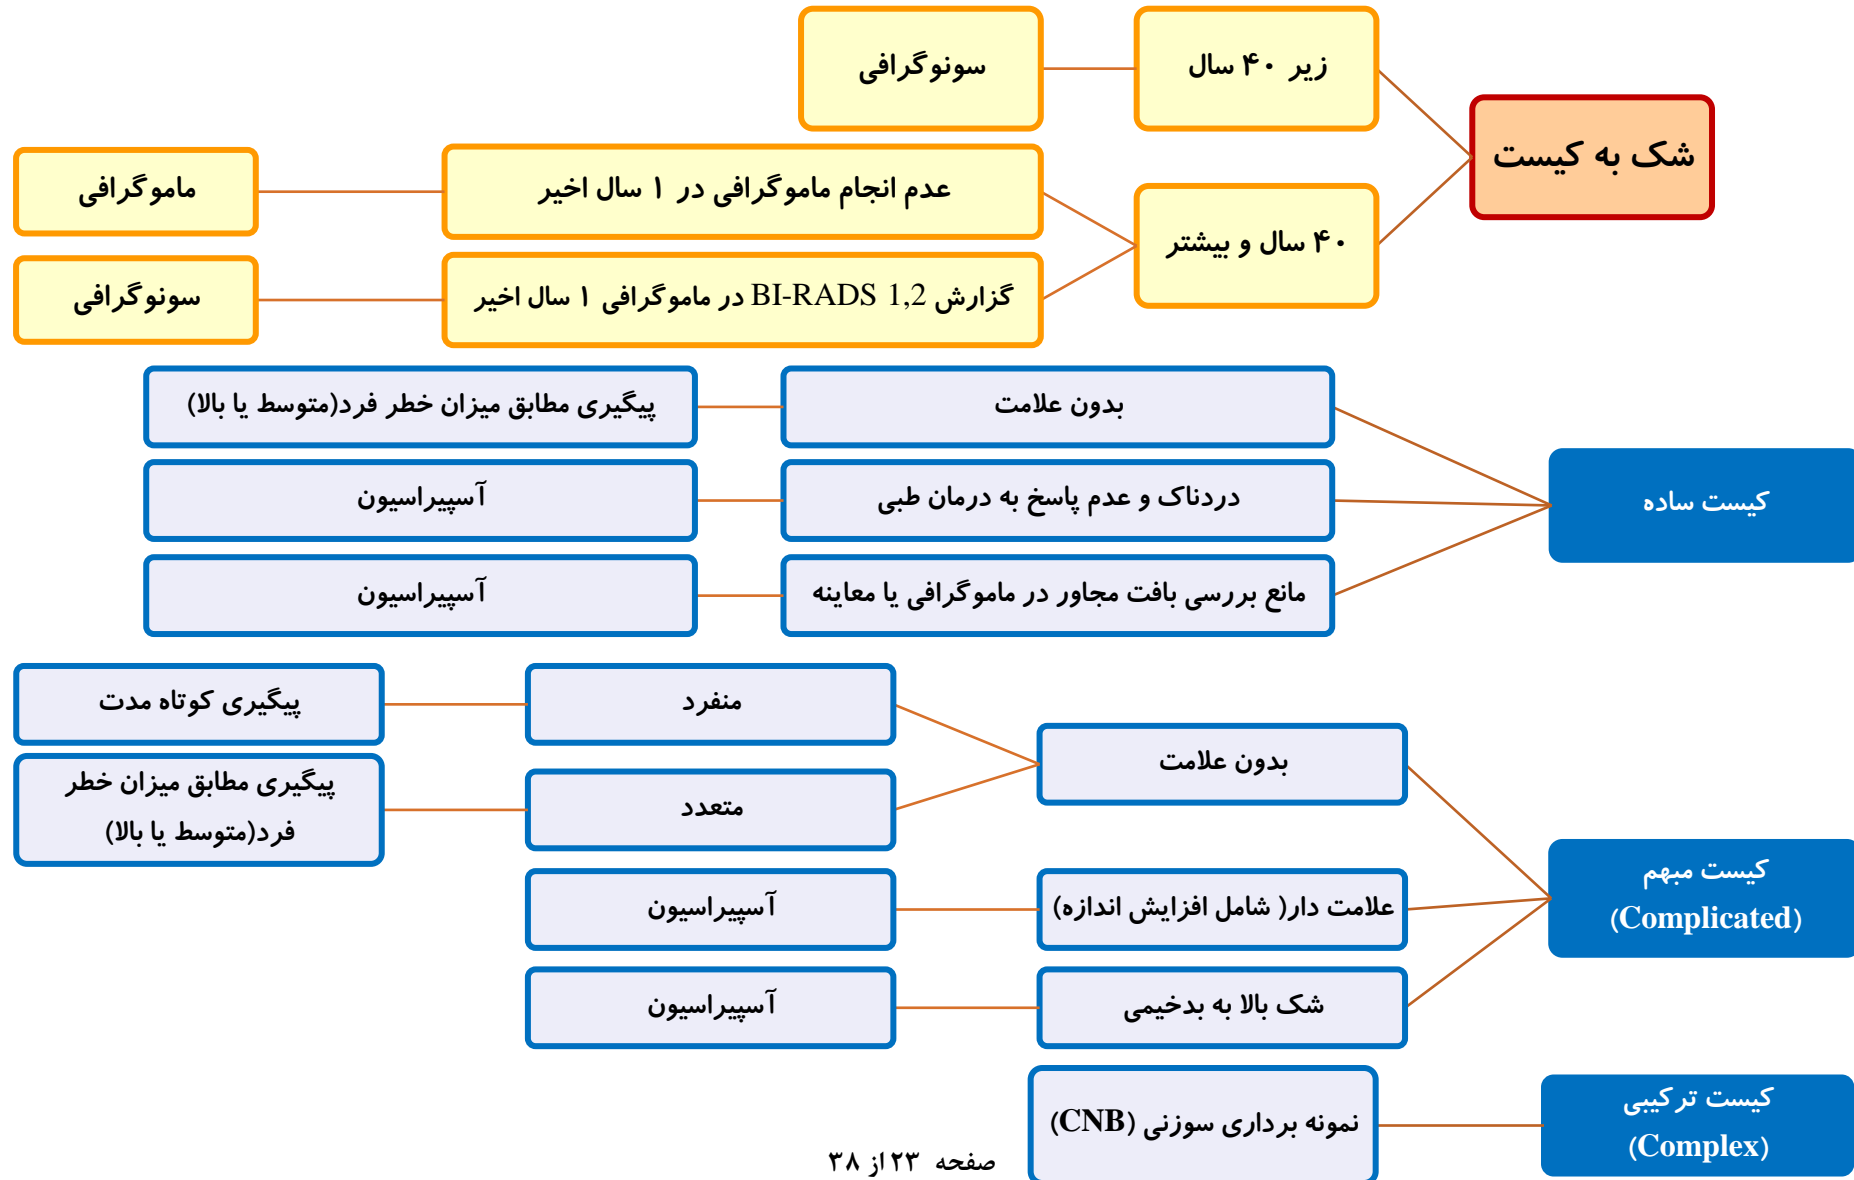 شک به کیست
زیر ۴۰ سال
سونوگرافی
۴۰ سال و بیشتر
عدم انجام ماموگرافی در ۱ سال اخیر
ماموگرافی
گزارش BI-RADS 1,2 در ماموگرافی ۱ سال اخیر
سونوگرافی
کیست ساده
بدون علامت
پیگیری مطابق میزان خطر فرد(متوسط یا بالا)
دردناک و عدم پاسخ به درمان طبی
آسپیراسیون
مانع بررسی بافت مجاور در ماموگرافی یا معاینه
آسپیراسیون
کیست مبهم
(Complicated)
بدون علامت
منفرد
پیگیری کوتاه مدت
متعدد
پیگیری مطابق میزان خطر
فرد(متوسط یا بالا)
علامت دار( شامل افزایش اندازه)
آسپیراسیون
شک بالا به بدخیمی
آسپیراسیون
کیست ترکیبی
(Complex)
نمونه برداری سوزنی (CNB)
صفحه ۲۳ از ۳۸